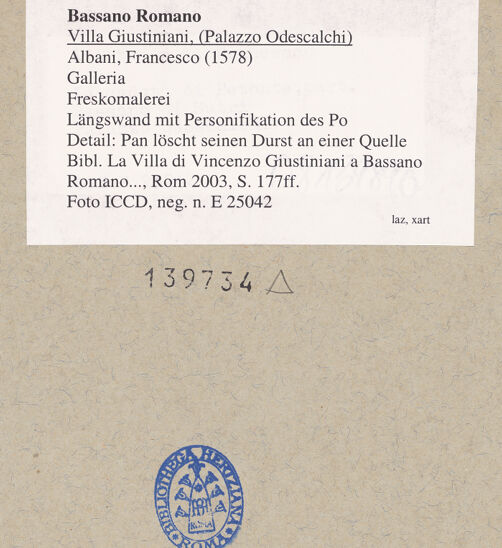 Bassano Romano
Villa Giustiniani, (Palazzo Odescalchi)
Albani, Francesco (1578)
Galleria
Freskomalerei
Längswand mit Personifikation des Po
Detail: Pan löscht seinen Durst an einer Quelle
Bibl. La Villa di Vincenzo Giustiniani a Bassano
Romano..., Rom 2003, S. 177ff.
Foto ICCD, neg. n. E 25042
laz, xart
139734
BIBLIOTHECA HERTZIANA
ROMA
ROMA